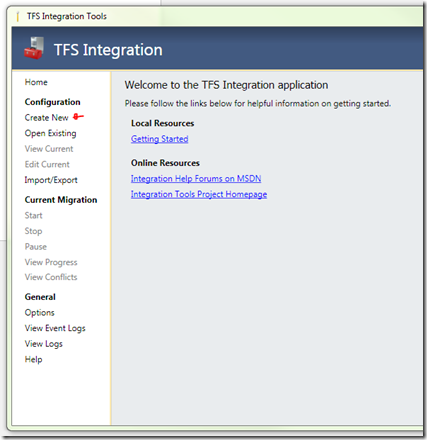 TFS Integration Tools
TFS Integration
Home
Configuration
Create New
Open Existing
View Current
Edit Current
Import/Export
Current Migration
Start
Stop
Pause
View Progress
View Conflicts
General
Options
View Event Logs
View Logs
Help
Welcome to the TFS Integration application
Please follow the links below for helpful information on getting started.
Local Resources
Getting Started
Online Resources
Integration Help Forums on MSDN
Integration Tools Project Homepage